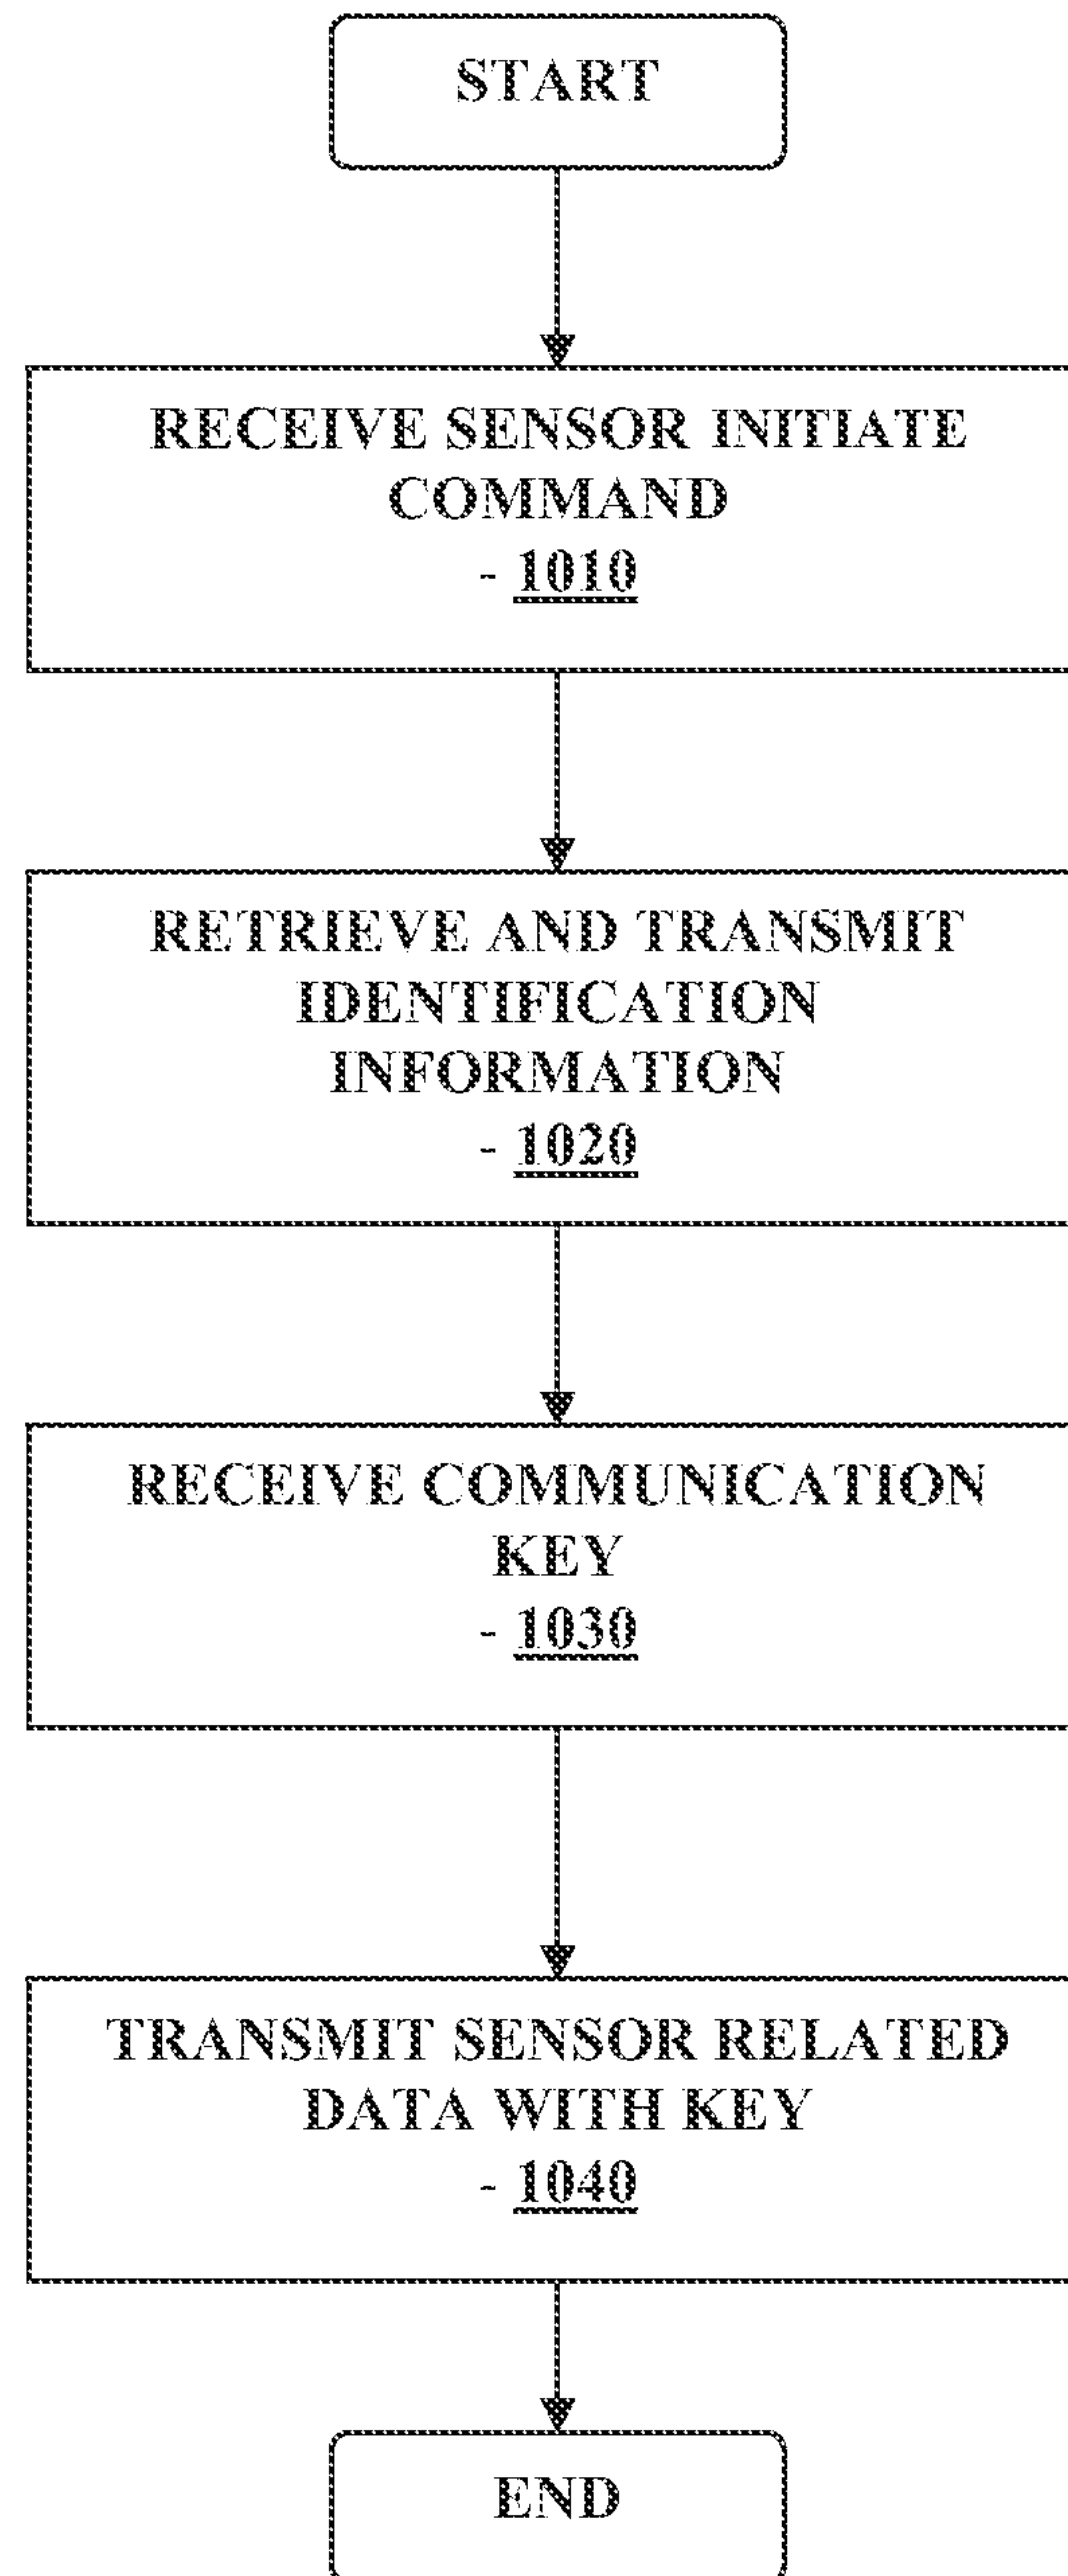 START
RECEIVE SENSOR INITIATE
COMMAND
- 1010
RETRIEVE AND TRANSMIT
IDENTIFICATION
INFORMATION
- 1020
RECEIVE COMMUNICATION
KEY
- 1030
TRANSMIT SENSOR RELATED
DATA WITH KEY
- 1040
END